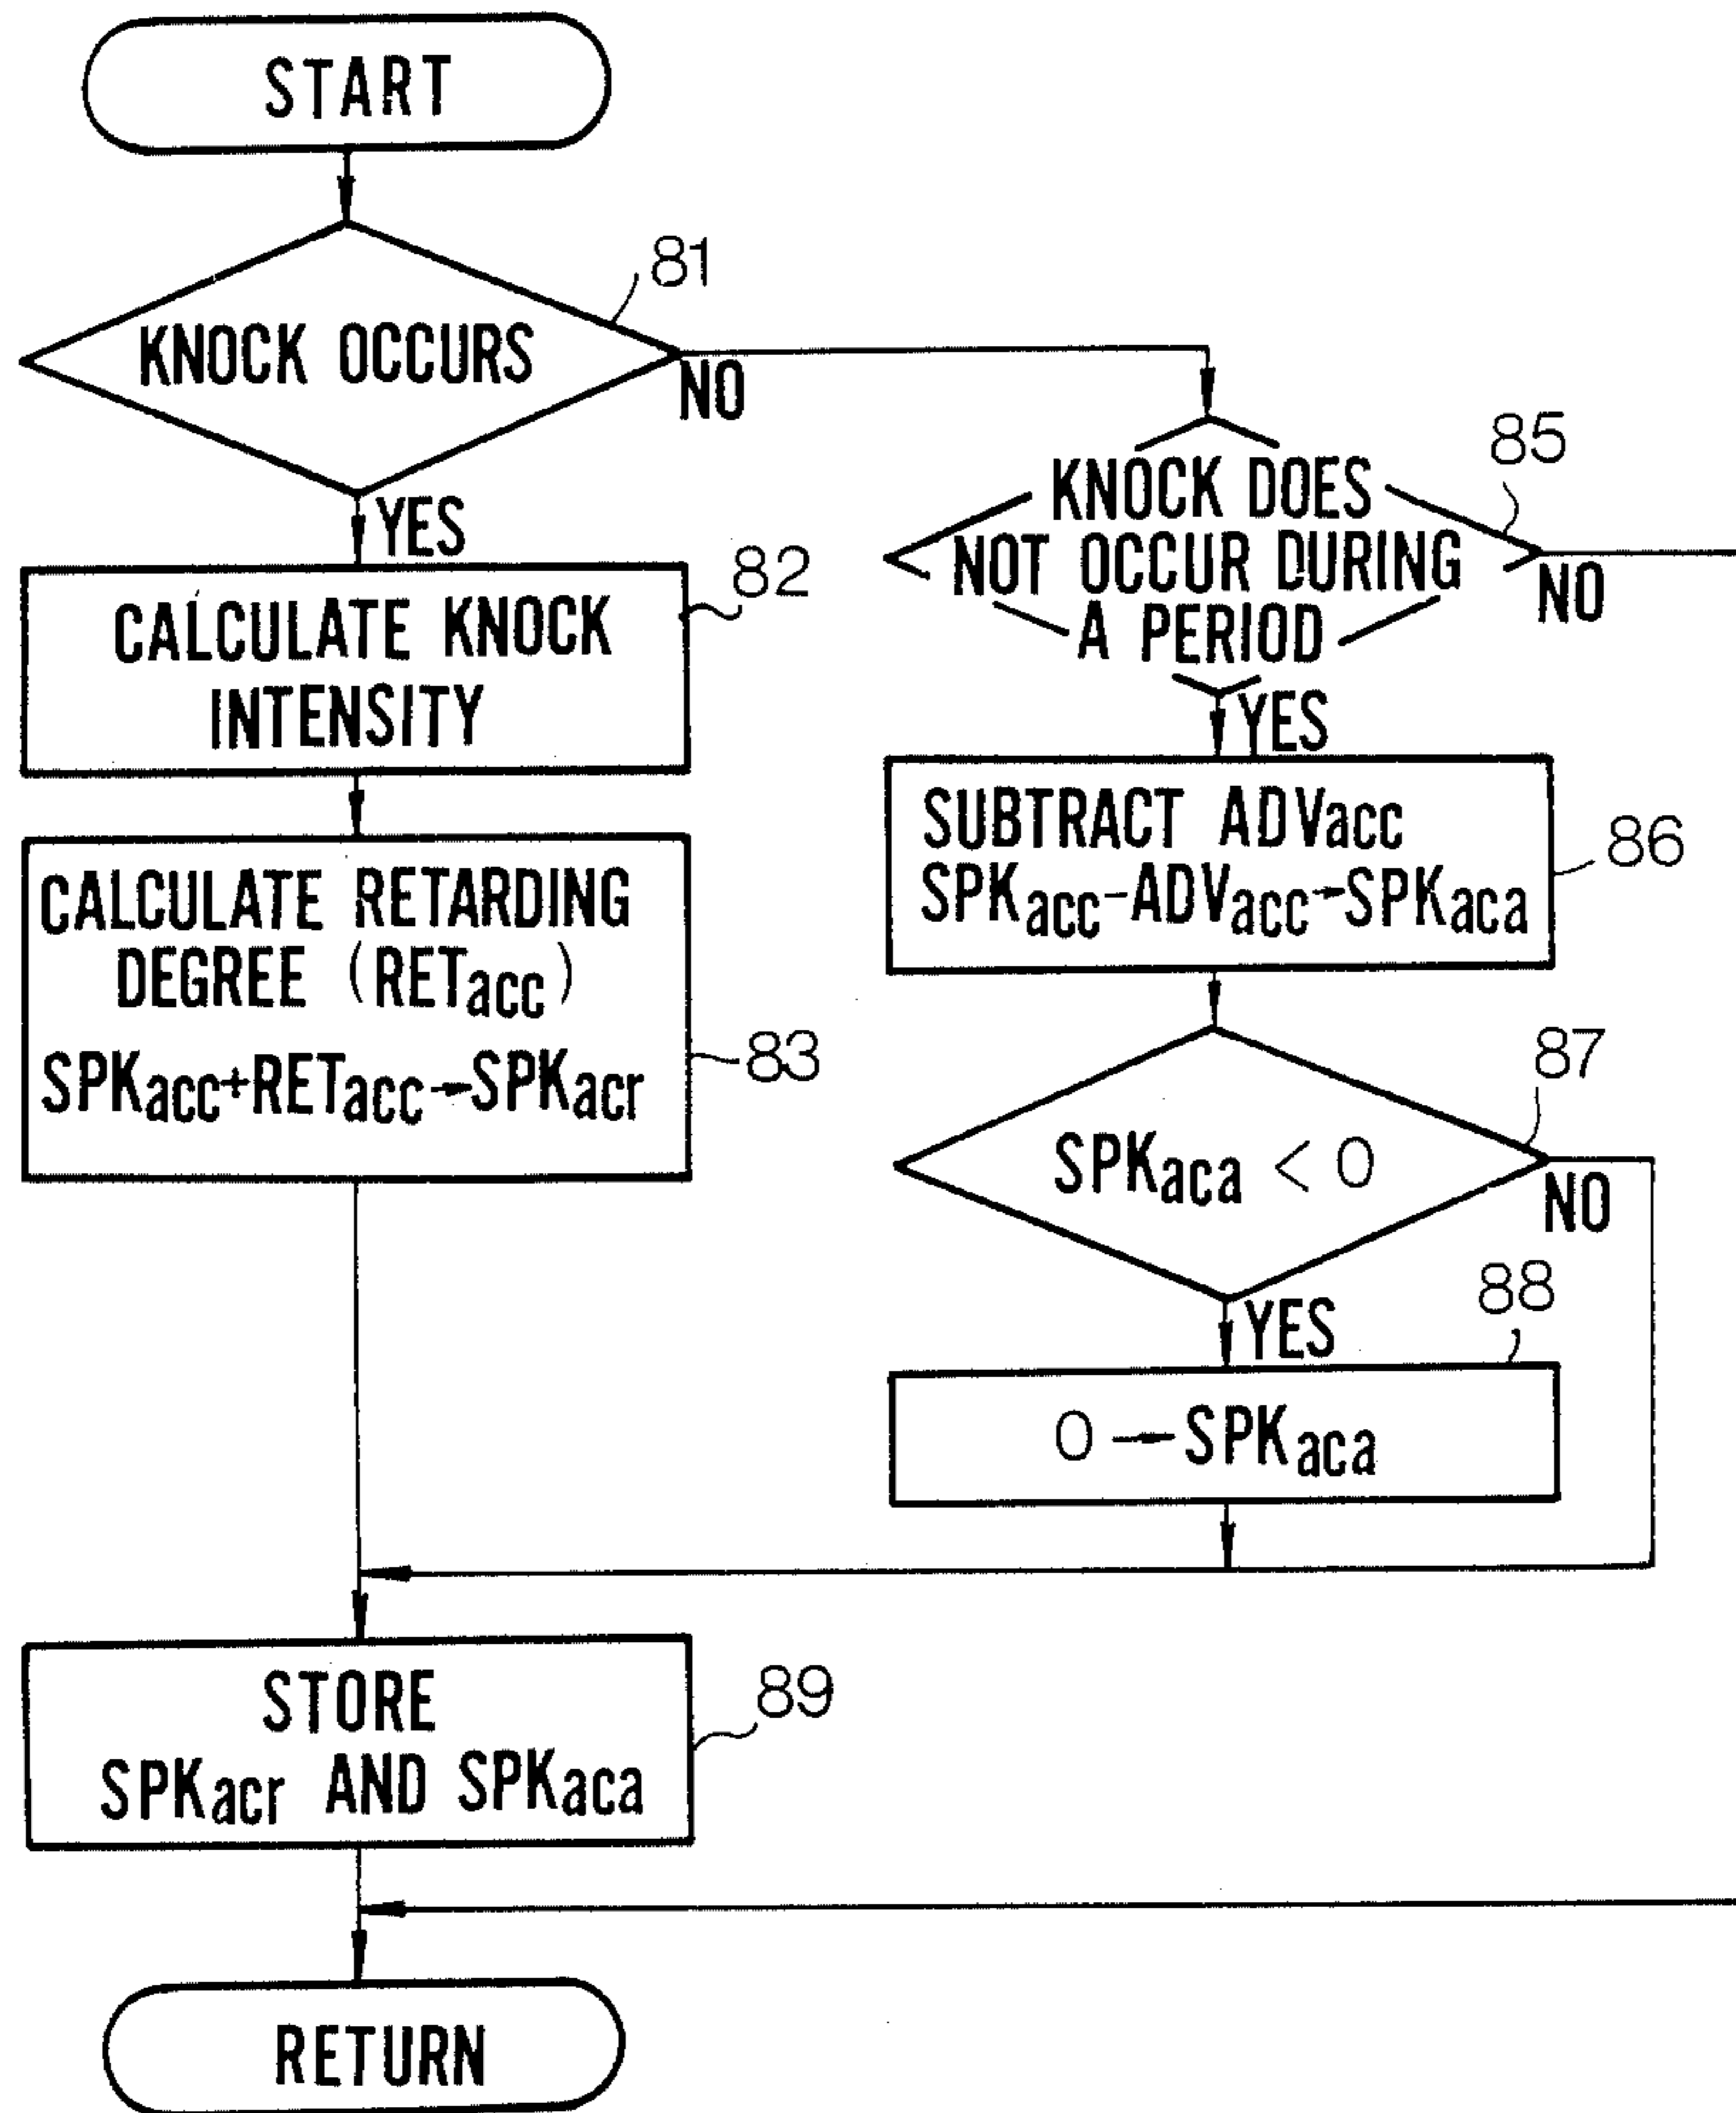 START
KNOCK OCCURS
81
NO
YES
CALCULATE KNOCK
INTENSITY
82
CALCULATE RETARDING
DEGREE (RETacc)
SPKacc+RETacc→SPKacr
83
KNOCK DOES
NOT OCCUR DURING
A PERIOD
85
NO
YES
SUBTRACT ADVacc
SPKacc-ADVacc→SPKaca
86
SPKaca < 0
87
NO
YES
88
0→SPKaca
STORE
SPKacr AND SPKaca
89
RETURN